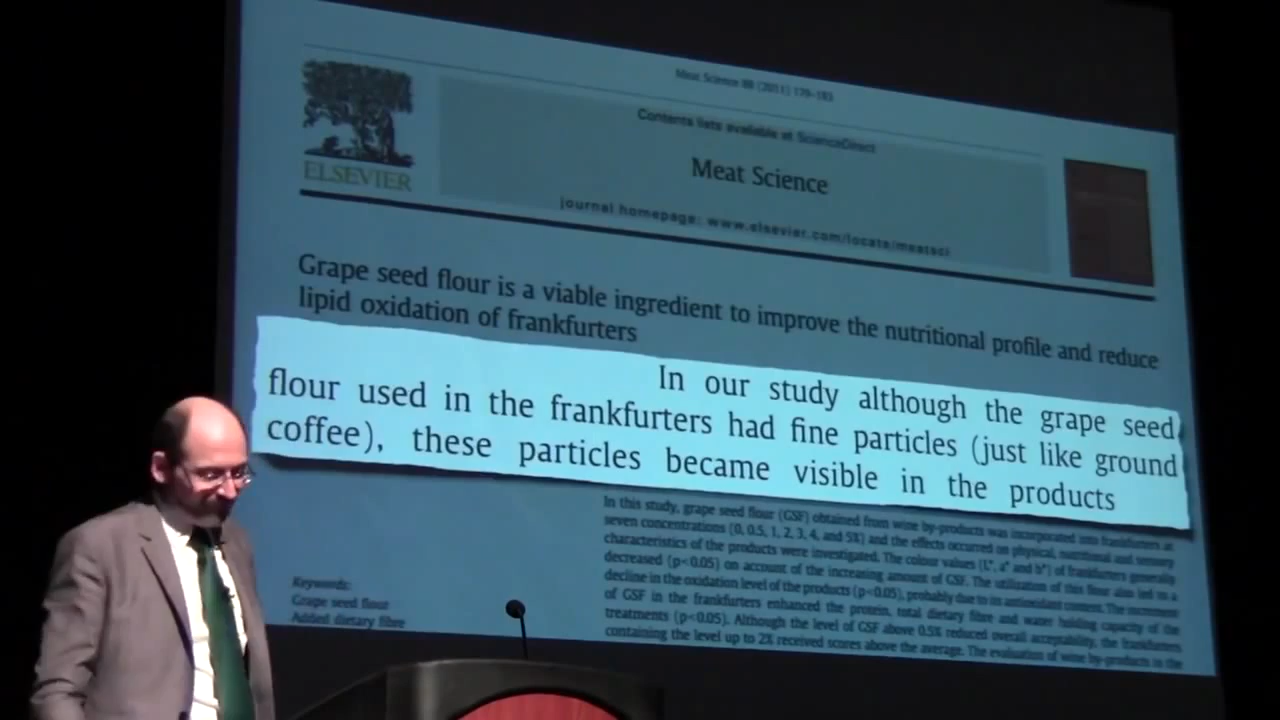 Meat Science 88 (2011) 179–183
Contents lists available at ScienceDirect
Meat Science
journal homepage: www.elsevier.com/locate/meatsci
ELSEVIER
Grape seed flour is a viable ingredient to improve the nutritional profile and reduce
lipid oxidation of frankfurters
In our study although the grape seed
flour used in the frankfurters had fine particles (just like ground
coffee), these particles became visible in the products
In this study, grape seed flour (GSF) obtained from wine by-products was incorporated into frankfurters at
seven concentrations (0, 0.5, 1, 2, 3, 4, and 5%) and the effects occurred on physical, nutritional and sensory
characteristics of the products were investigated. The colour values (L*, a* and b*) of frankfurters generally
decreased (p<0.05) on account of the increasing amount of GSF. The utilization of this flour also led to a
decline in the oxidation level of the products (p<0.05), probably due to its antioxidant content. The increment
of GSF in the frankfurters enhanced the protein, total dietary fibre and water holding capacity of the
treatments (p<0.05). Although the level of GSF above 0.5% reduced overall acceptability, the frankfurters
containing the level up to 2% received scores above the average. The evaluation of wine by-products in the
Keywords:
Grape seed flour
Added dietary fibre